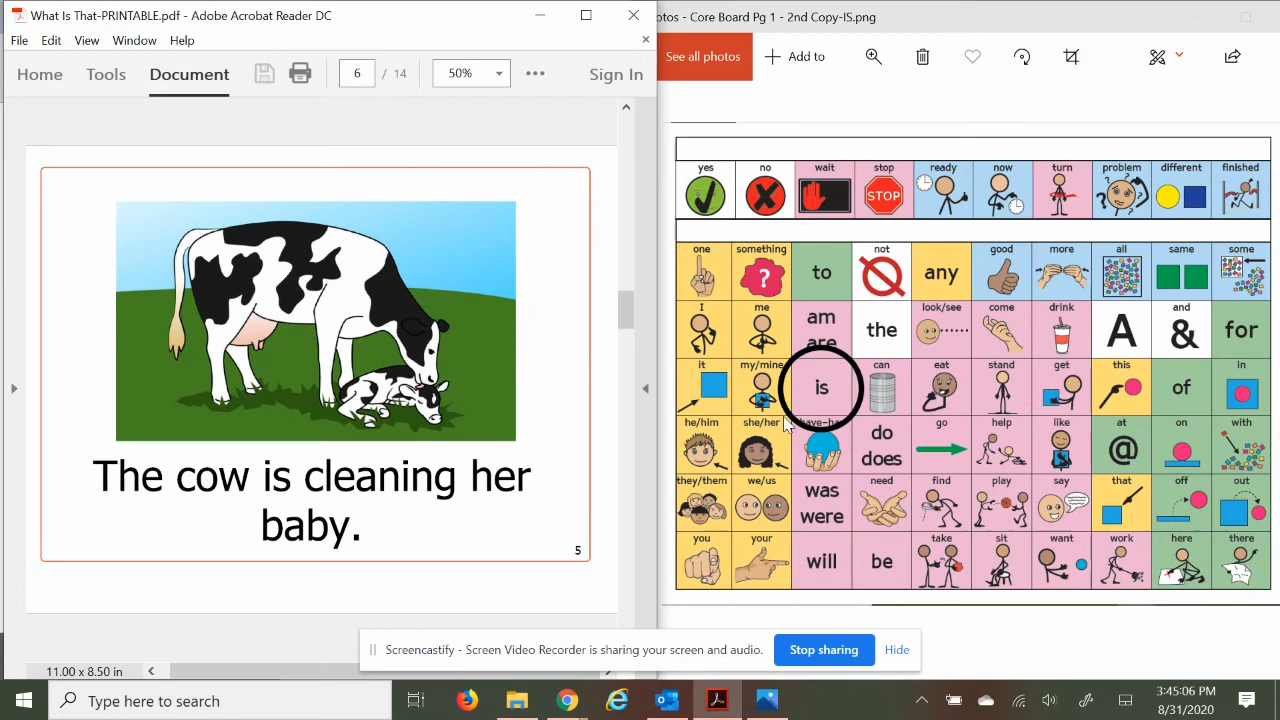 What Is That-PRINTABLE.pdf - Adobe Acrobat Reader DC
File Edit View Window Help
Home Tools Document 6 / 14 50% Sign In
The cow is cleaning her
baby.
5
11.00 x 8.50 in
otos - Core Board Pg 1 - 2nd Copy-IS.png
See all photos Add to
yes no wait stop ready now turn problem different finished
STOP
one something to not any good more all same some
?
I me am the look/see come drink A and for
are &
it my/mine is can eat stand get this of in
he/him she/her have-ha do go help like at on with
does @
they/them we/us was need find play say that off out
were
you your will be take sit want work here there
Screencastify - Screen Video Recorder is sharing your screen and audio. Stop sharing Hide
Type here to search
3:45:06 PM
8/31/2020